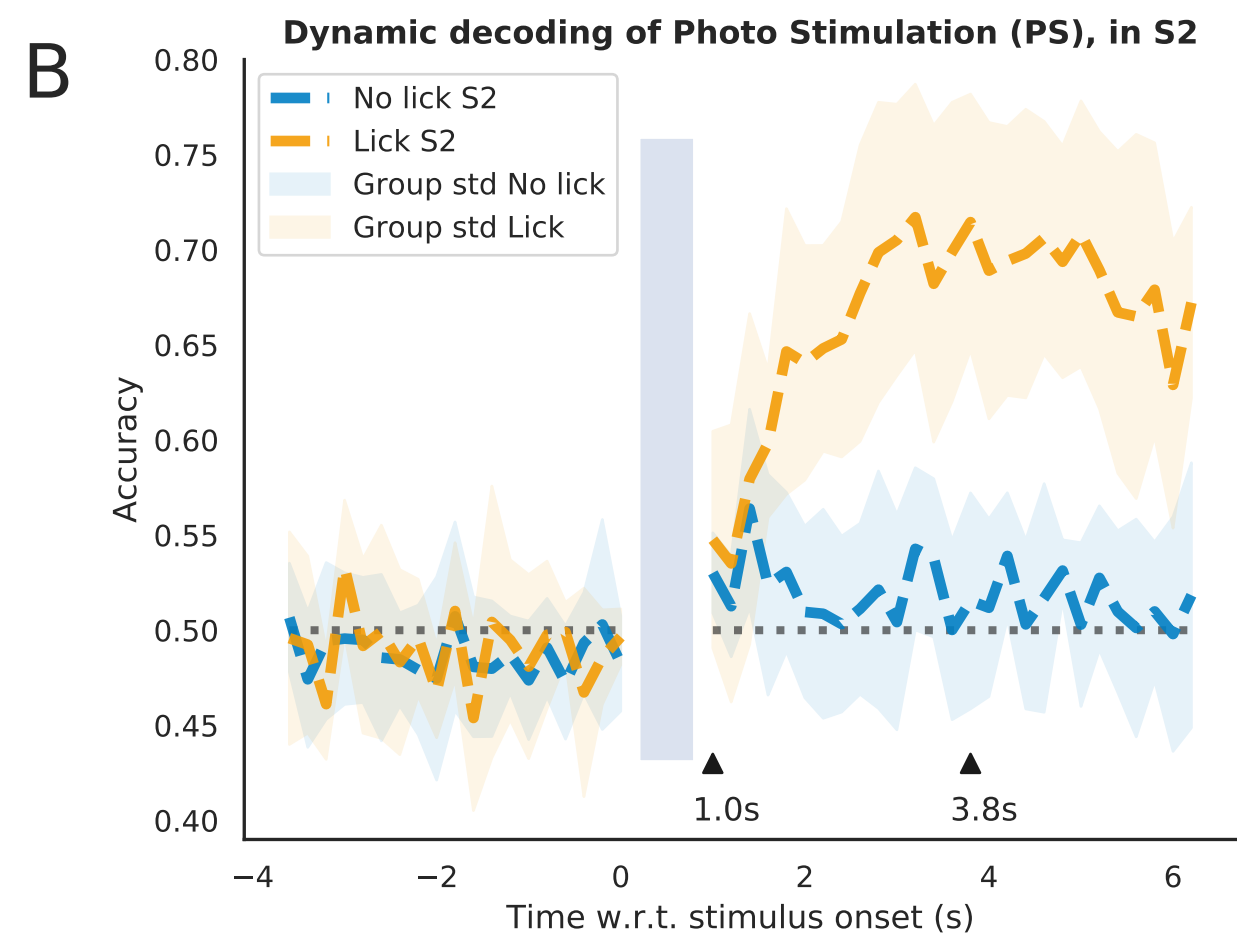 B
Dynamic decoding of Photo Stimulation (PS), in S2
0.80
0.75
0.70
0.65
0.60
0.55
0.50
0.45
0.40
Accuracy
No lick S2
Lick S2
Group std No lick
Group std Lick
1.0s
3.8s
−4
−2
0
2
4
6
Time w.r.t. stimulus onset (s)